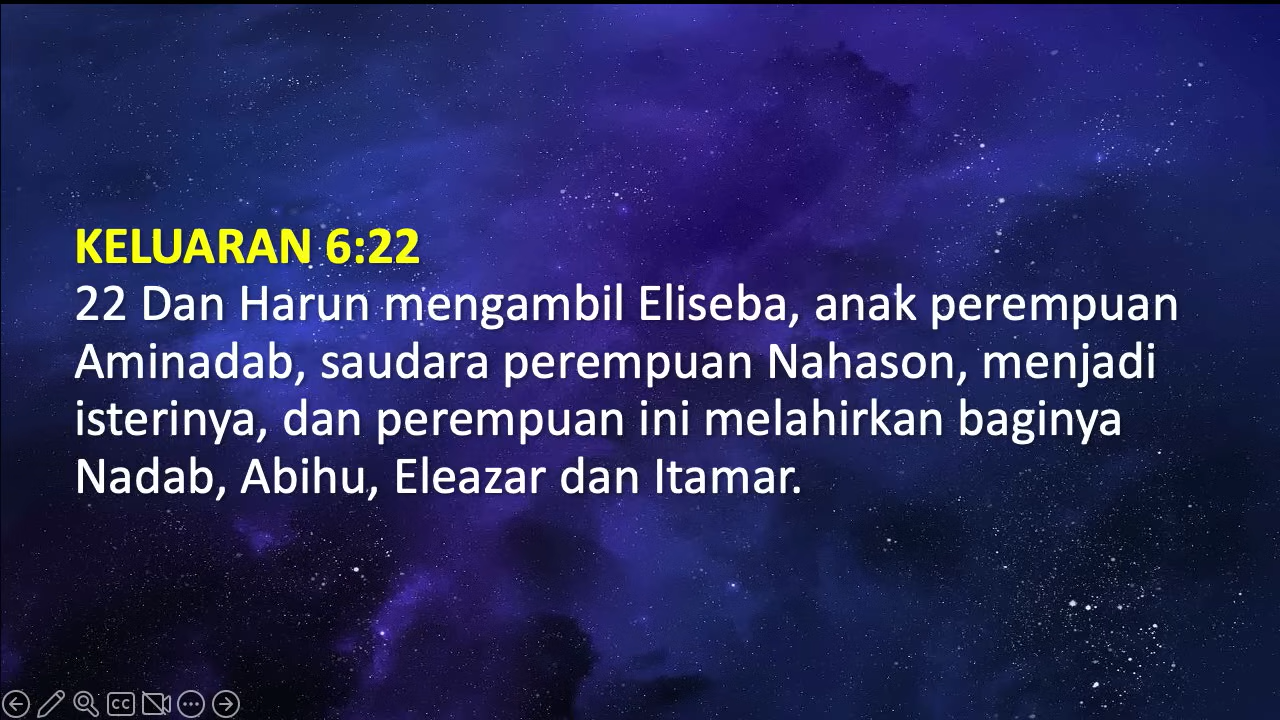 KELUARAN 6:22
22 Dan Harun mengambil Eliseba, anak perempuan
Aminadab, saudara perempuan Nahason, menjadi
isterinya, dan perempuan ini melahirkan baginya
Nadab, Abihu, Eleazar dan Itamar.
CC